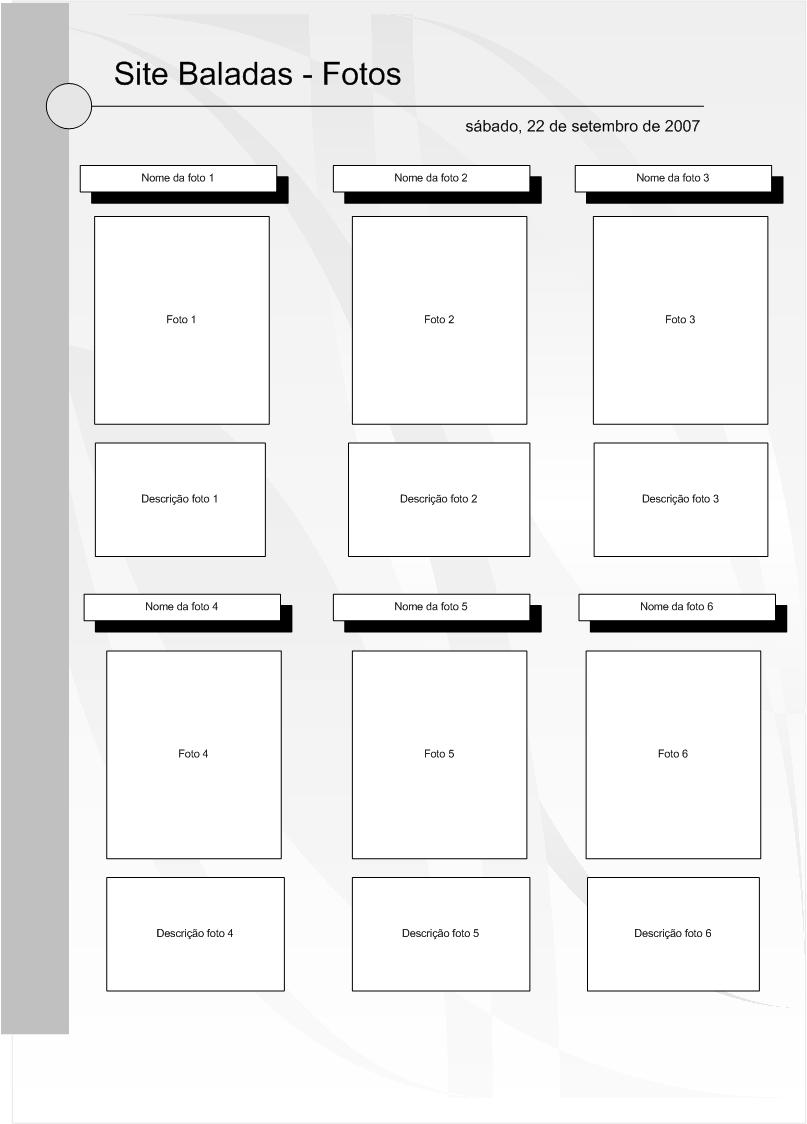 Site Baladas - Fotos
sábado, 22 de setembro de 2007
Nome da foto 1
Nome da foto 2
Nome da foto 3
Foto 1
Foto 2
Foto 3
Descrição foto 1
Descrição foto 2
Descrição foto 3
Nome da foto 4
Nome da foto 5
Nome da foto 6
Foto 4
Foto 5
Foto 6
Descrição foto 4
Descrição foto 5
Descrição foto 6